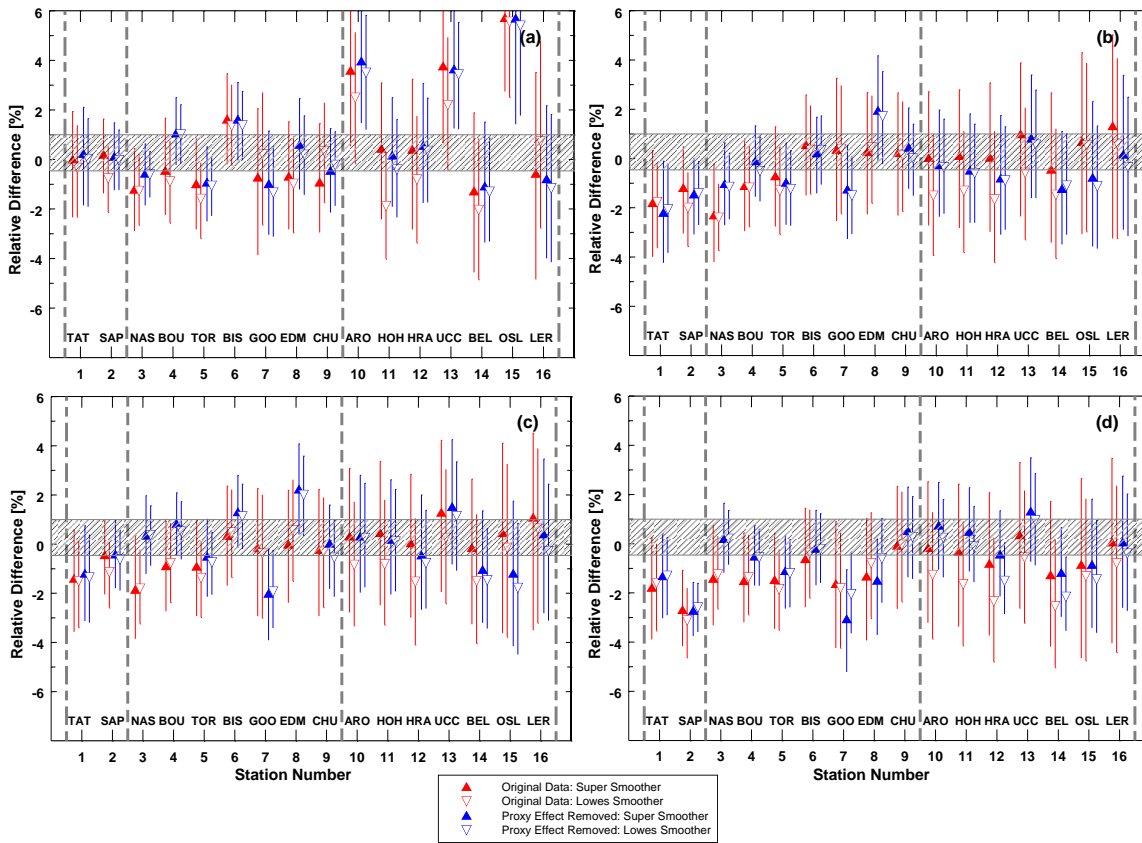 (a)
6
4
2
0
-2
-4
-6
Relative Difference [%]
TAT SAP NAS BOU TOR BIS GOO EDM CHU ARO HOH HRA UCC BEL OSL LER
1 2 3 4 5 6 7 8 9 10 11 12 13 14 15 16
(b)
6
4
2
0
-2
-4
-6
Relative Difference [%]
TAT SAP NAS BOU TOR BIS GOO EDM CHU ARO HOH HRA UCC BEL OSL LER
1 2 3 4 5 6 7 8 9 10 11 12 13 14 15 16
(c)
6
4
2
0
-2
-4
-6
Relative Difference [%]
TAT SAP NAS BOU TOR BIS GOO EDM CHU ARO HOH HRA UCC BEL OSL LER
1 2 3 4 5 6 7 8 9 10 11 12 13 14 15 16
Station Number
(d)
6
4
2
0
-2
-4
-6
Relative Difference [%]
TAT SAP NAS BOU TOR BIS GOO EDM CHU ARO HOH HRA UCC BEL OSL LER
1 2 3 4 5 6 7 8 9 10 11 12 13 14 15 16
Station Number
Original Data: Super Smoother
Original Data: Lowes Smoother
Proxy Effect Removed: Super Smoother
Proxy Effect Removed: Lowes Smoother